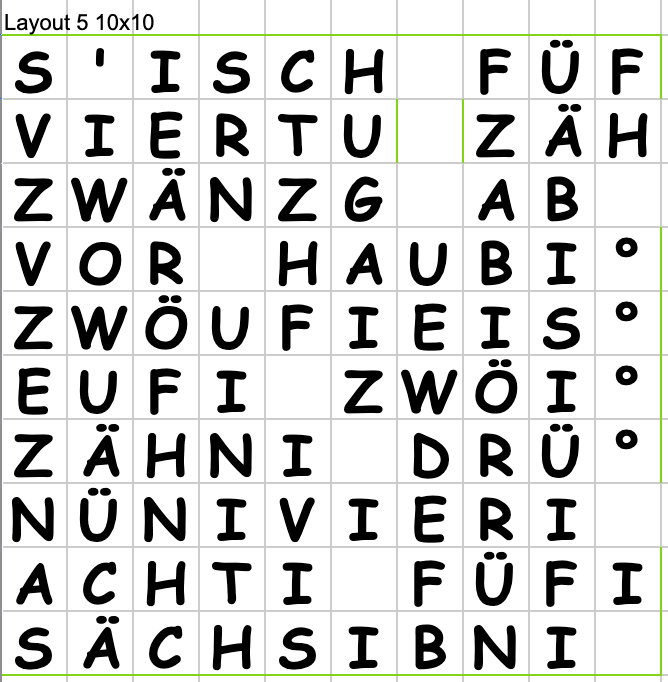 Layout 5 10x10
S ' I S C H   F Ü F
V I E R T U   Z Ä H
Z W Ä N Z G   A B
V O R   H A U B I °
Z W Ö U F I E I S °
E U F I   Z W Ö I °
Z Ä H N I   D R Ü °
N Ü N I V I E R I
A C H T I   F Ü F I
S Ä C H S I B N I